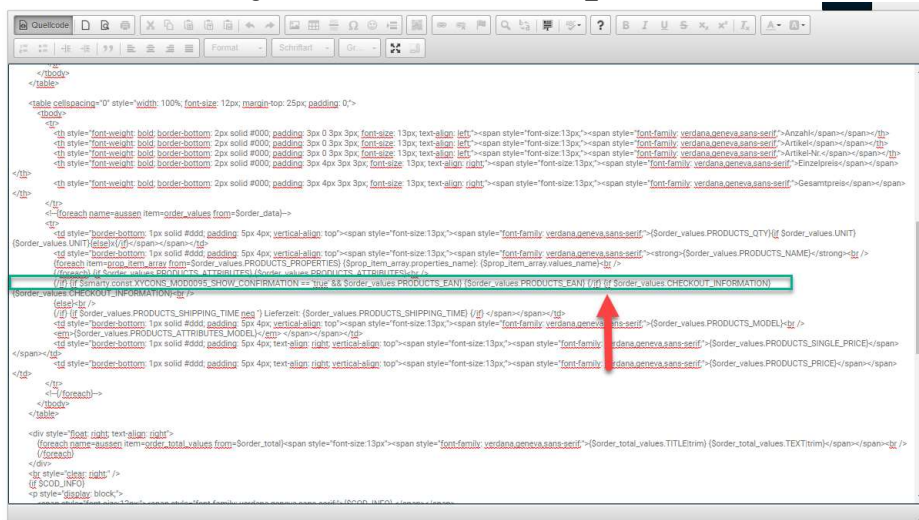 Quellcode ? B I U S x₂ x² Iₓ A
Format Schriftart Gr...
</tbody>
</table>
<table cellspacing="0" style="width: 100%; font-size: 12px; margin-top: 25px; padding: 0;">
<tbody>
<tr>
<th style="font-weight: bold; border-bottom: 2px solid #000; padding: 3px 0 3px 3px; font-size: 13px; text-align: left;"><span style="font-size:13px;"><span style="font-family: verdana,geneva,sans-serif;">Anzahl</span></span></th>
<th style="font-weight: bold; border-bottom: 2px solid #000; padding: 3px 0 3px 3px; font-size: 13px; text-align: left;"><span style="font-size:13px;"><span style="font-family: verdana,geneva,sans-serif;">Artikel</span></span></th>
<th style="font-weight: bold; border-bottom: 2px solid #000; padding: 3px 0 3px 3px; font-size: 13px; text-align: left;"><span style="font-size:13px;"><span style="font-family: verdana,geneva,sans-serif;">Artikel-Nr.</span></span></th>
<th style="font-weight: bold; border-bottom: 2px solid #000; padding: 3px 4px 3px 3px; font-size: 13px; text-align: right;"><span style="font-size:13px;"><span style="font-family: verdana,geneva,sans-serif;">Einzelpreis</span></span>
</th>
<th style="font-weight: bold; border-bottom: 2px solid #000; padding: 3px 4px 3px 3px; font-size: 13px; text-align: right;"><span style="font-size:13px;"><span style="font-family: verdana,geneva,sans-serif;">Gesamtpreis</span></span>
</th>
</tr>
<!--{foreach name=aussen item=order_values from=$order_data}-->
<tr>
<td style="border-bottom: 1px solid #ddd; padding: 5px 4px; vertical-align: top"><span style="font-size:13px;"><span style="font-family: verdana,geneva,sans-serif;">{$order_values.PRODUCTS_QTY}{if $order_values.UNIT}
{$order_values.UNIT}{else}x{/if}</span></span></td>
<td style="border-bottom: 1px solid #ddd; padding: 5px 4px; vertical-align: top"><span style="font-size:13px;"><span style="font-family: verdana,geneva,sans-serif;"><strong>{$order_values.PRODUCTS_NAME}</strong><br />
{foreach item=prop_item_array from=$order_values.PRODUCTS_PROPERTIES} {$prop_item_array.properties_name}: {$prop_item_array.values_name}<br />
{/foreach} {if $order_values.PRODUCTS_ATTRIBUTES} {$order_values.PRODUCTS_ATTRIBUTES}<br />
{/if} {if $smarty.const.XYCONS_MOD0095_SHOW_CONFIRMATION == 'true' && $order_values.PRODUCTS_EAN} {$order_values.PRODUCTS_EAN} {/if} {if $order_values.CHECKOUT_INFORMATION}
{$order_values.CHECKOUT_INFORMATION}<br />
{else}<br />
{/if} {if $order_values.PRODUCTS_SHIPPING_TIME neq ''} Lieferzeit: {$order_values.PRODUCTS_SHIPPING_TIME} {/if} </span></span></td>
<td style="border-bottom: 1px solid #ddd; padding: 5px 4px; vertical-align: top"><span style="font-size:13px;"><span style="font-family: verdana,geneva,sans-serif;">{$order_values.PRODUCTS_MODEL}<br />
<em>{$order_values.PRODUCTS_ATTRIBUTES_MODEL}</em> </span></span></td>
<td style="border-bottom: 1px solid #ddd; padding: 5px 4px; text-align: right; vertical-align: top"><span style="font-size:13px;"><span style="font-family: verdana,geneva,sans-serif;">{$order_values.PRODUCTS_SINGLE_PRICE}</span>
</span></td>
<td style="border-bottom: 1px solid #ddd; padding: 5px 4px; text-align: right; vertical-align: top"><span style="font-size:13px;"><span style="font-family: verdana,geneva,sans-serif;">{$order_values.PRODUCTS_PRICE}</span></span>
</td>
</tr>
<!--{/foreach}-->
</tbody>
</table>
<div style="float: right; text-align: right">
{foreach name=aussen item=order_total_values from=$order_total}<span style="font-size:13px"><span style="font-family: verdana,geneva,sans-serif;">{$order_total_values.TITLE|trim} {$order_total_values.TEXT|trim}</span></span><br />
{/foreach}
</div>
<br style="clear: right;" />
{if $COD_INFO}
<p style="display: block;">